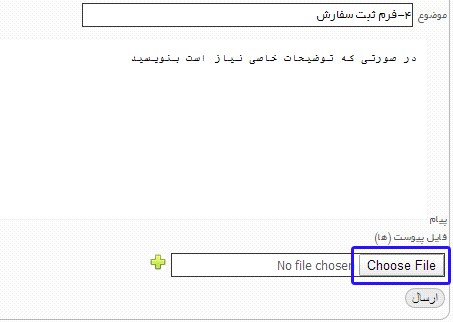 موضوع ۴-فرم ثبت سفارش
در صورتی که توضیحات خاصی نیاز است بنویسید
پیام
فایل پیوست (ها)
Choose File No file chosen
ارسال